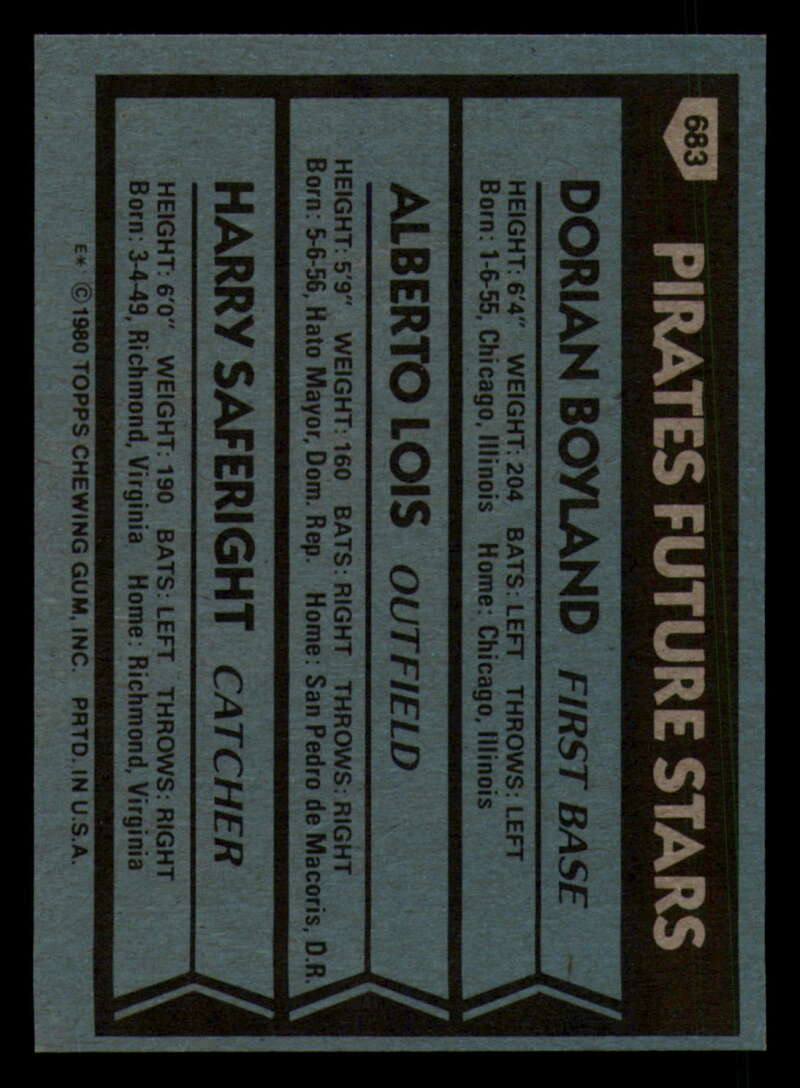 683
PIRATES FUTURE STARS
DORIAN BOYLAND FIRST BASE
HEIGHT: 6'4" WEIGHT: 204 BATS: LEFT THROWS: LEFT
Born: 1-6-55, Chicago, Illinois Home: Chicago, Illinois
ALBERTO LOIS OUTFIELD
HEIGHT: 5'9" WEIGHT: 160 BATS: RIGHT THROWS: RIGHT
Born: 5-6-56, Hato Mayor, Dom. Rep. Home: San Pedro de Macoris, D.R.
HARRY SAFERIGHT CATCHER
HEIGHT: 6'0" WEIGHT: 190 BATS: LEFT THROWS: RIGHT
Born: 3-4-49, Richmond, Virginia Home: Richmond, Virginia
E* © 1980 TOPPS CHEWING GUM, INC. PRTD. IN U.S.A.